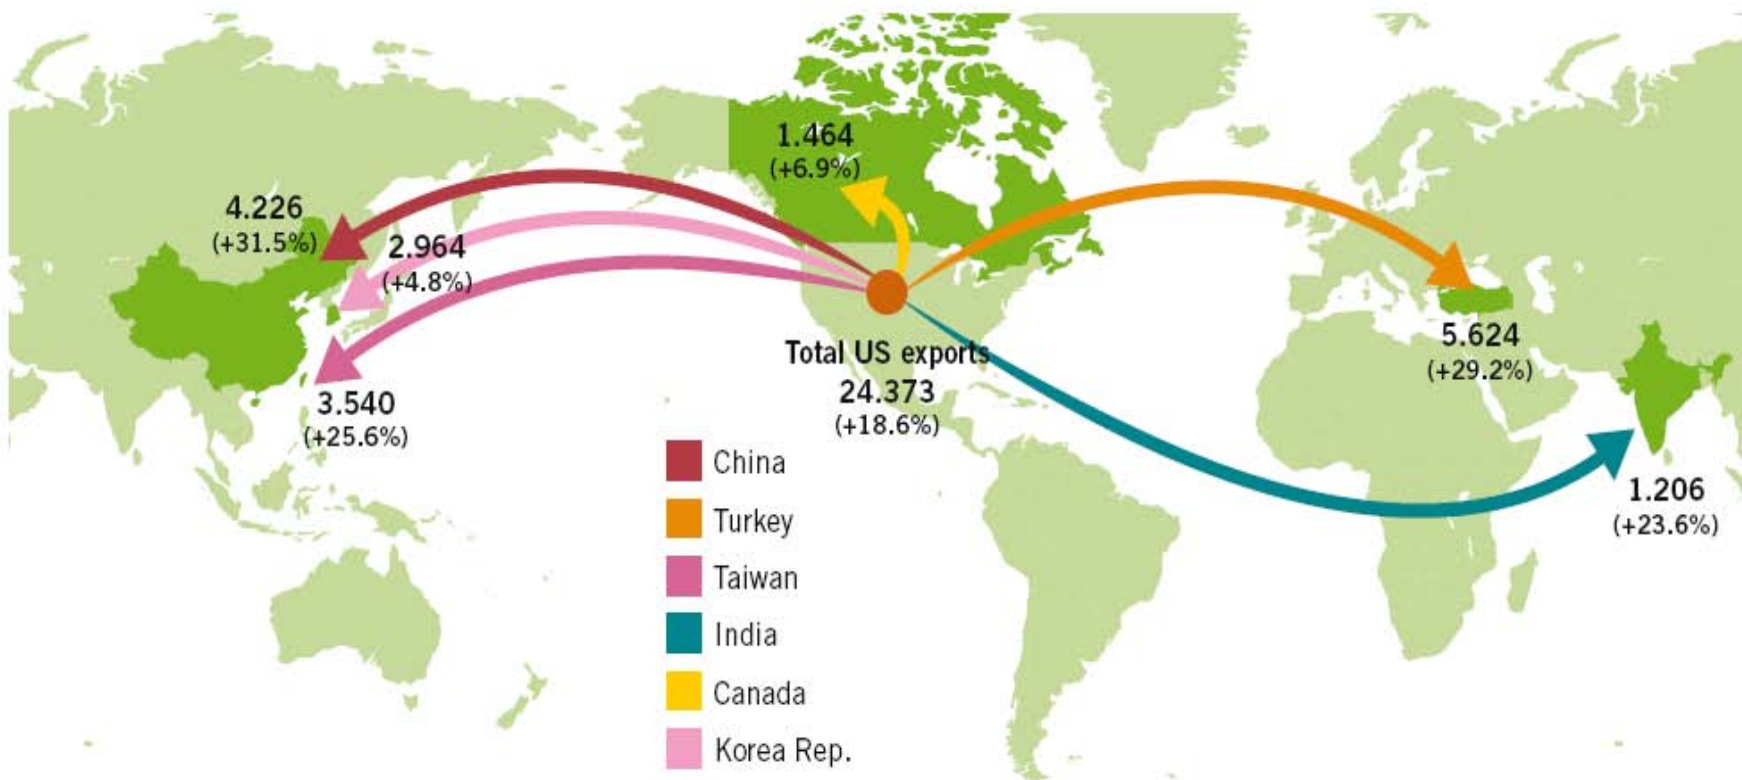 1.464
(+6.9%)
4.226
(+31.5%)
2.964
(+4.8%)
3.540
(+25.6%)
Total US exports
24.373
(+18.6%)
5.624
(+29.2%)
1.206
(+23.6%)
China
Turkey
Taiwan
India
Canada
Korea Rep.